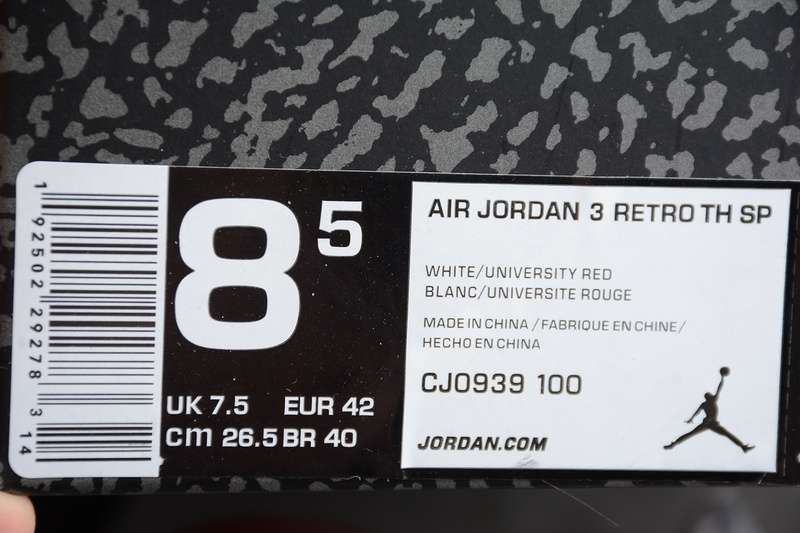 1 92502 29278 3 14
8 5
UK 7.5 EUR 42
cm 26.5 BR 40
AIR JORDAN 3 RETRO TH SP
WHITE/UNIVERSITY RED
BLANC/UNIVERSITE ROUGE
MADE IN CHINA /FABRIQUE EN CHINE/
HECHO EN CHINA
CJ0939 100
JORDAN.COM